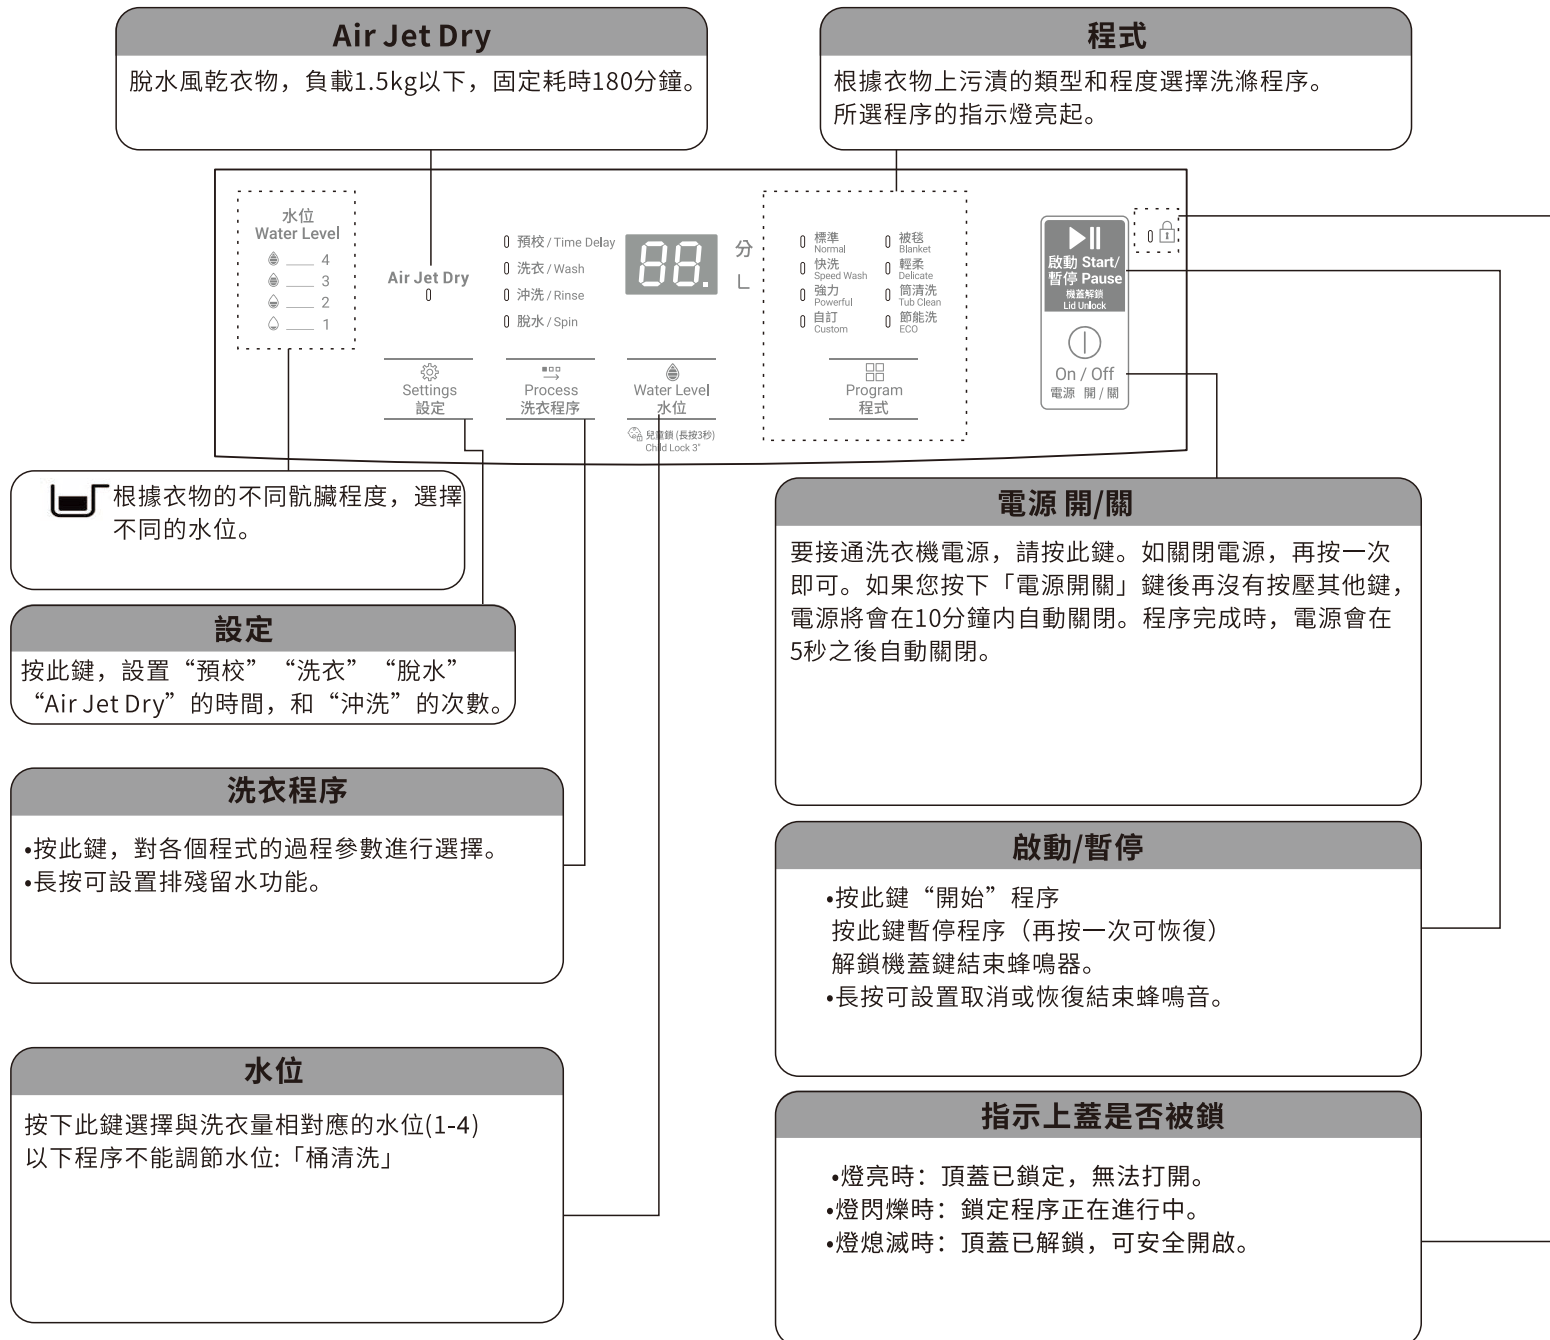 Air Jet Dry
脫水風乾衣物，負載1.5kg以下，固定耗時180分鐘。
程式
根據衣物上污漬的類型和程度選擇洗滌程序。
所選程序的指示燈亮起。
水位
Water Level
4
3
2
1
Air Jet Dry
預校 / Time Delay
洗衣 / Wash
沖洗 / Rinse
脫水 / Spin
88.
分
L
標準
Normal
快洗
Speed Wash
強力
Powerful
自訂
Custom
被毯
Blanket
輕柔
Delicate
筒清洗
Tub Clean
節能洗
ECO
啟動 Start/
暫停 Pause
機蓋解鎖
Lid Unlock
On / Off
電源 開 / 關
Settings
設定
Process
洗衣程序
Water Level
水位
兒童鎖 (長按3秒)
Child Lock 3"
Program
程式
根據衣物的不同骯臟程度，選擇
不同的水位。
設定
按此鍵，設置“預校”“洗衣”“脫水”
“Air Jet Dry”的時間，和“沖洗”的次數。
洗衣程序
•按此鍵，對各個程式的過程參數進行選擇。
•長按可設置排殘留水功能。
水位
按下此鍵選擇與洗衣量相對應的水位(1-4)
以下程序不能調節水位:「桶清洗」
電源 開/關
要接通洗衣機電源，請按此鍵。如關閉電源，再按一次
即可。如果您按下「電源開關」鍵後再沒有按壓其他鍵，
電源將會在10分鐘内自動關閉。程序完成時，電源會在
5秒之後自動關閉。
啟動/暫停
•按此鍵“開始”程序
按此鍵暫停程序（再按一次可恢復）
解鎖機蓋鍵結束蜂鳴器。
•長按可設置取消或恢復結束蜂鳴音。
指示上蓋是否被鎖
•燈亮時：頂蓋已鎖定，無法打開。
•燈閃爍時：鎖定程序正在進行中。
•燈熄滅時：頂蓋已解鎖，可安全開啟。